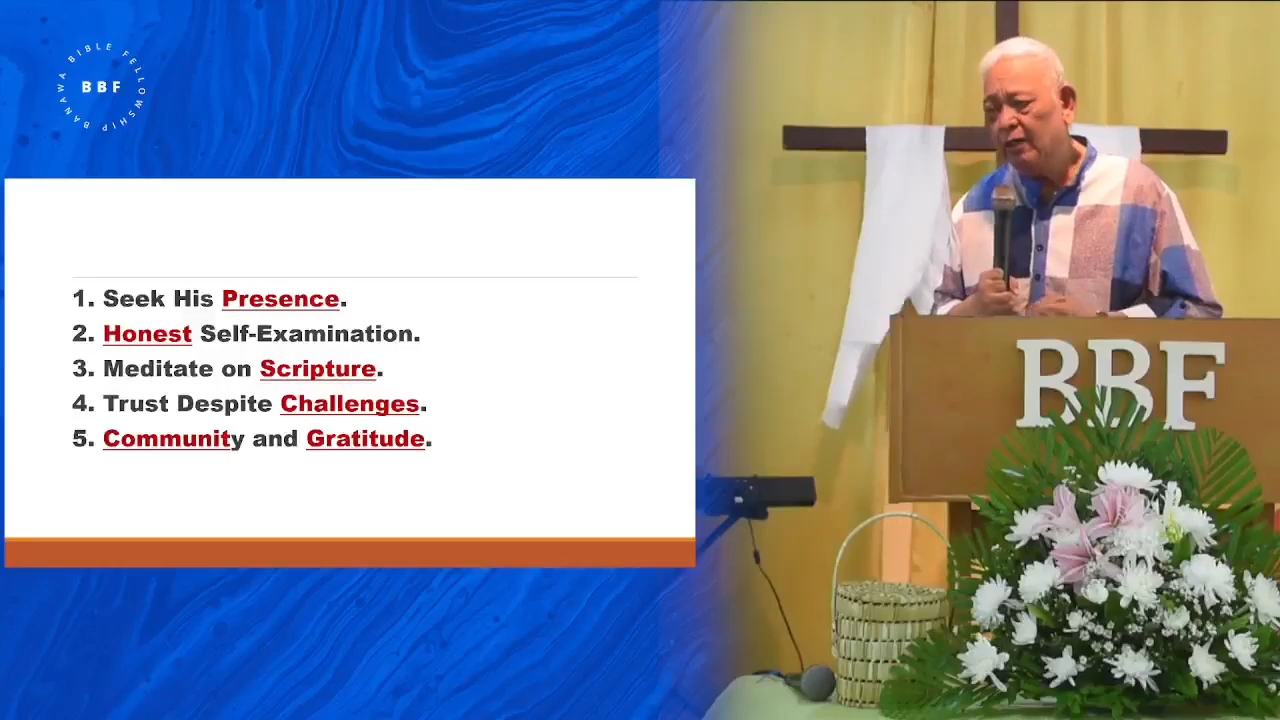 BANAWA BIBLE FELLOWSHIP
BBF
1. Seek His Presence.
2. Honest Self-Examination.
3. Meditate on Scripture.
4. Trust Despite Challenges.
5. Community and Gratitude.
BBF